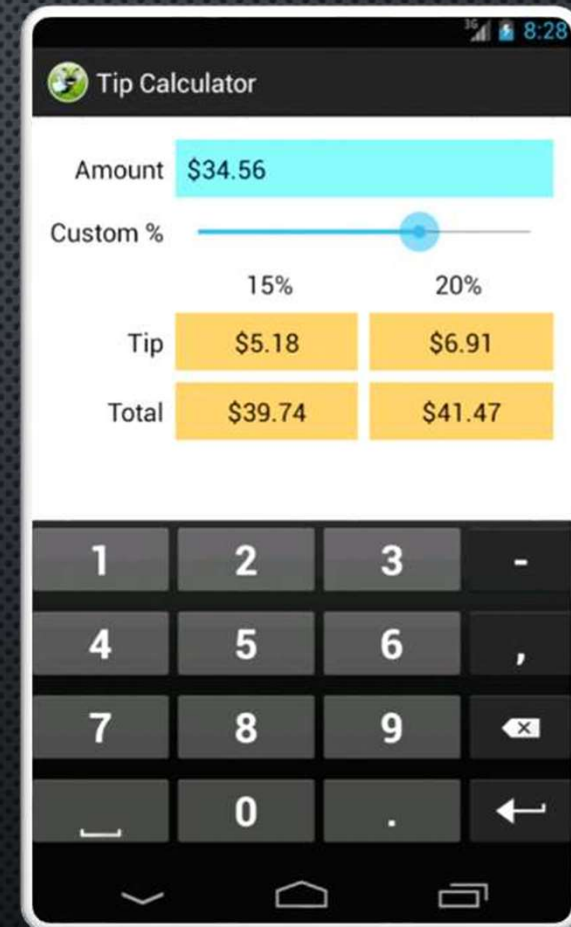 3G 8:28
Tip Calculator
Amount $34.56
Custom %
15% 20%
Tip $5.18 $6.91
Total $39.74 $41.47
1 2 3 -
4 5 6 ,
7 8 9
0 .